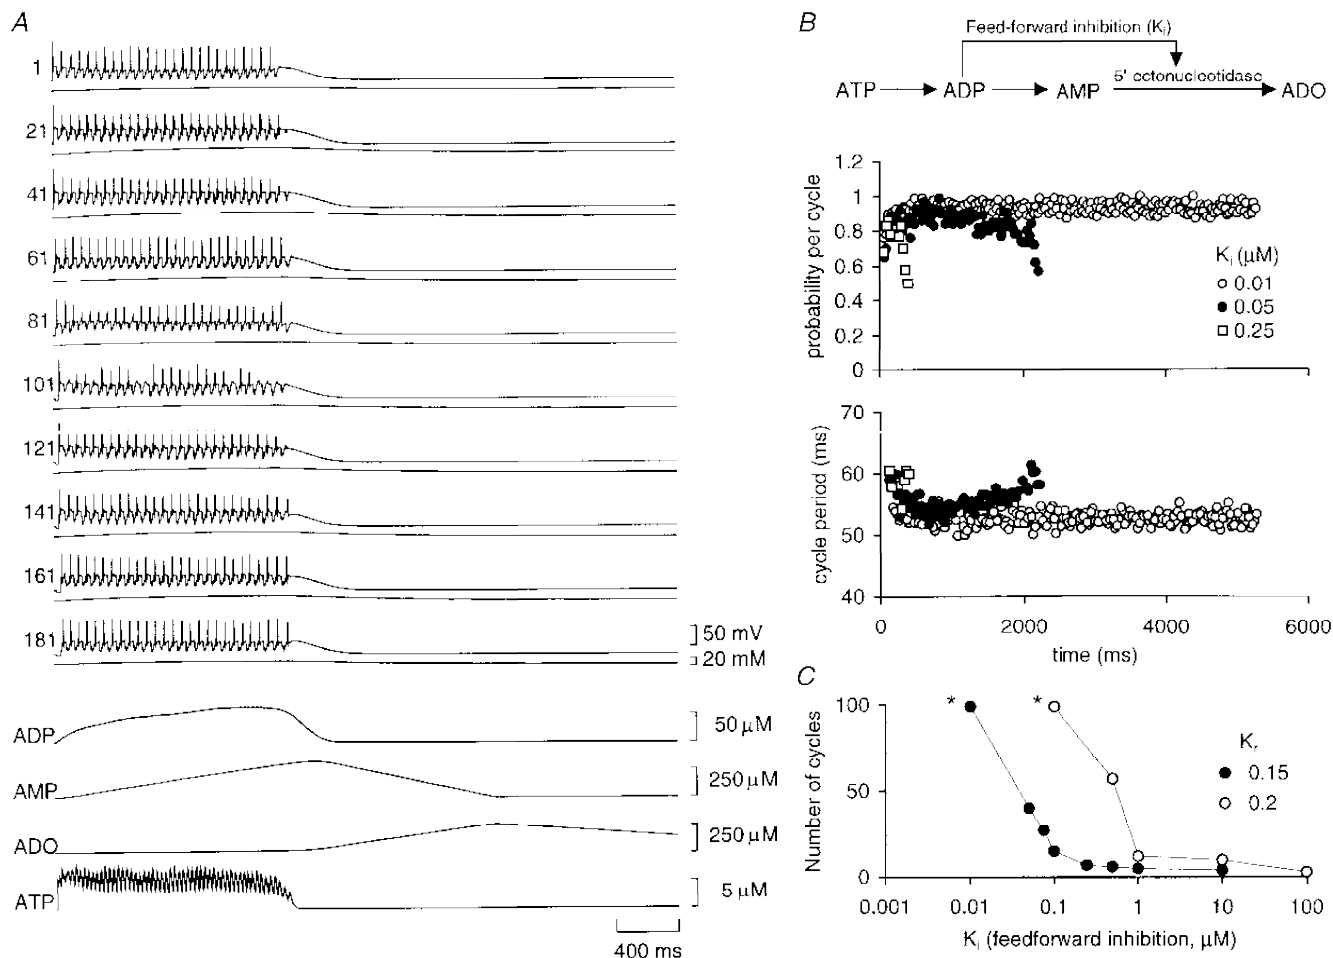 A
1
21
41
61
81
101
121
141
161
181
50 mV
20 mM
ADP
50 μM
AMP
250 μM
ADO
250 μM
ATP
5 μM
400 ms
B
Feed-forward inhibition (Ki)
5' ectonucleotidase
ATP ADP AMP ADO
probability per cycle
1.2
1
0.8
0.6
0.4
0.2
0
Ki (μM)
0.01
0.05
0.25
cycle period (ms)
70
60
50
40
0 2000 4000 6000
time (ms)
C
Number of cycles
100
50
0
* *
Kr
0.15
0.2
0.001 0.01 0.1 1 10 100
Ki (feedforward inhibition, μM)